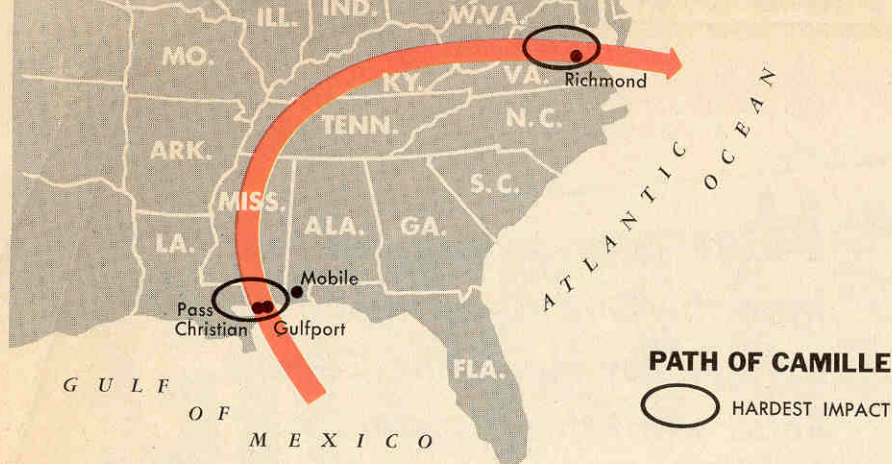 ILL.
IND.
W.VA.
MO.
KY.
VA.
Richmond
TENN.
N.C.
ARK.
S.C.
MISS.
ALA.
GA.
LA.
Mobile
Pass
Christian
Gulfport
FLA.
ATLANTIC
OCEAN
GULF
OF
MEXICO
PATH OF CAMILLE
HARDEST IMPACT